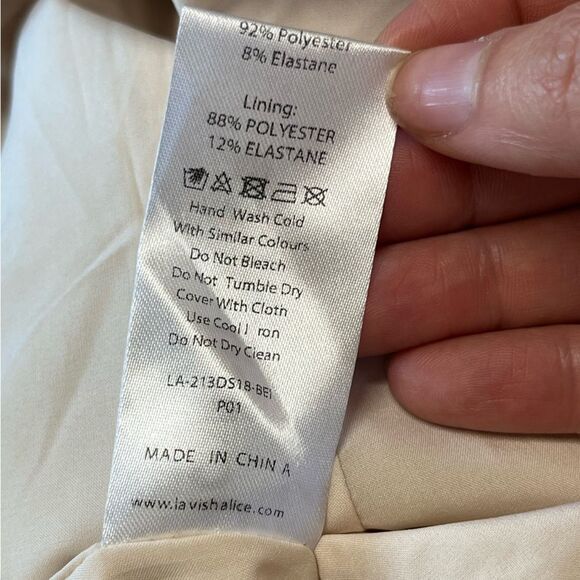 92% Polyester
8% Elastane
Lining:
88% POLYESTER
12% ELASTANE
Hand Wash Cold
With Similar Colours
Do Not Bleach
Do Not Tumble Dry
Cover With Cloth
Use Cool I ron
Do Not Dry Clean
LA-213DS18-BEI
P01
MADE IN CHINA
www.lavishalice.com